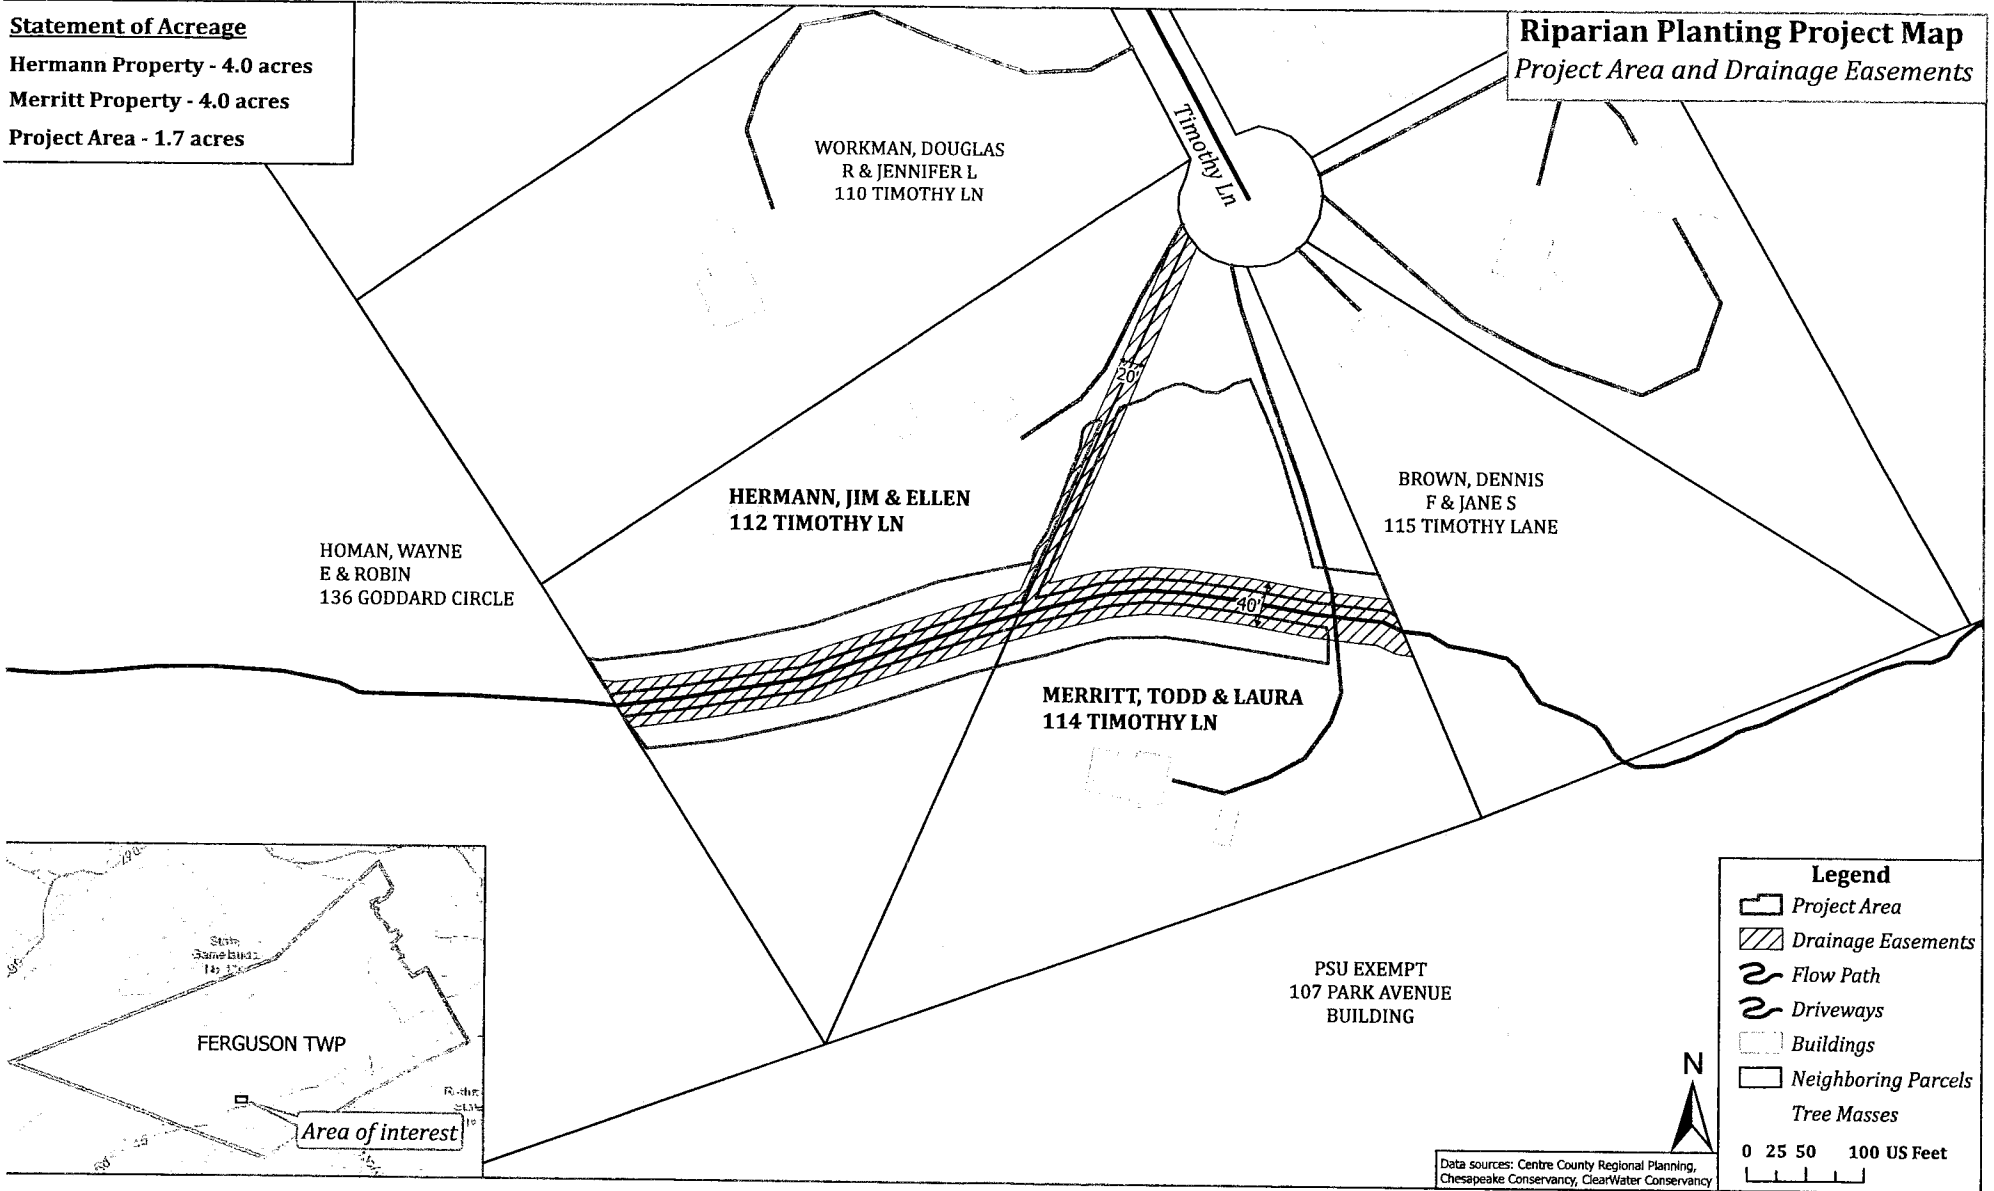 Statement of Acreage
Hermann Property - 4.0 acres
Merritt Property - 4.0 acres
Project Area - 1.7 acres
Riparian Planting Project Map
Project Area and Drainage Easements
Timothy Ln
WORKMAN, DOUGLAS
R & JENNIFER L
110 TIMOTHY LN
20'
HERMANN, JIM & ELLEN
112 TIMOTHY LN
BROWN, DENNIS
F & JANE S
115 TIMOTHY LANE
HOMAN, WAYNE
E & ROBIN
136 GODDARD CIRCLE
40'
MERRITT, TODD & LAURA
114 TIMOTHY LN
PSU EXEMPT
107 PARK AVENUE
BUILDING
State
FERGUSON TWP
Area of interest
Rd
N
Legend
Project Area
Drainage Easements
Flow Path
Driveways
Buildings
Neighboring Parcels
Tree Masses
0 25 50 100 US Feet
Data sources: Centre County Regional Planning,
Chesapeake Conservancy, ClearWater Conservancy